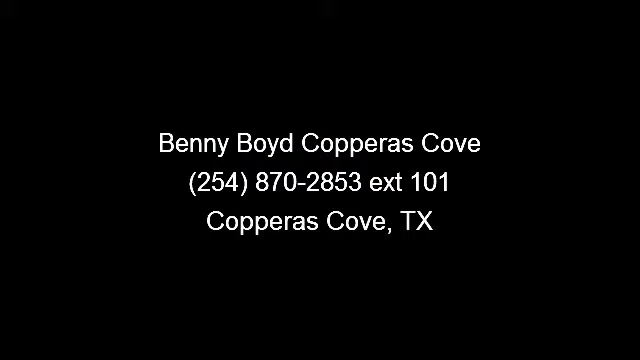 Benny Boyd Copperas Cove
(254) 870-2853 ext 101
Copperas Cove, TX